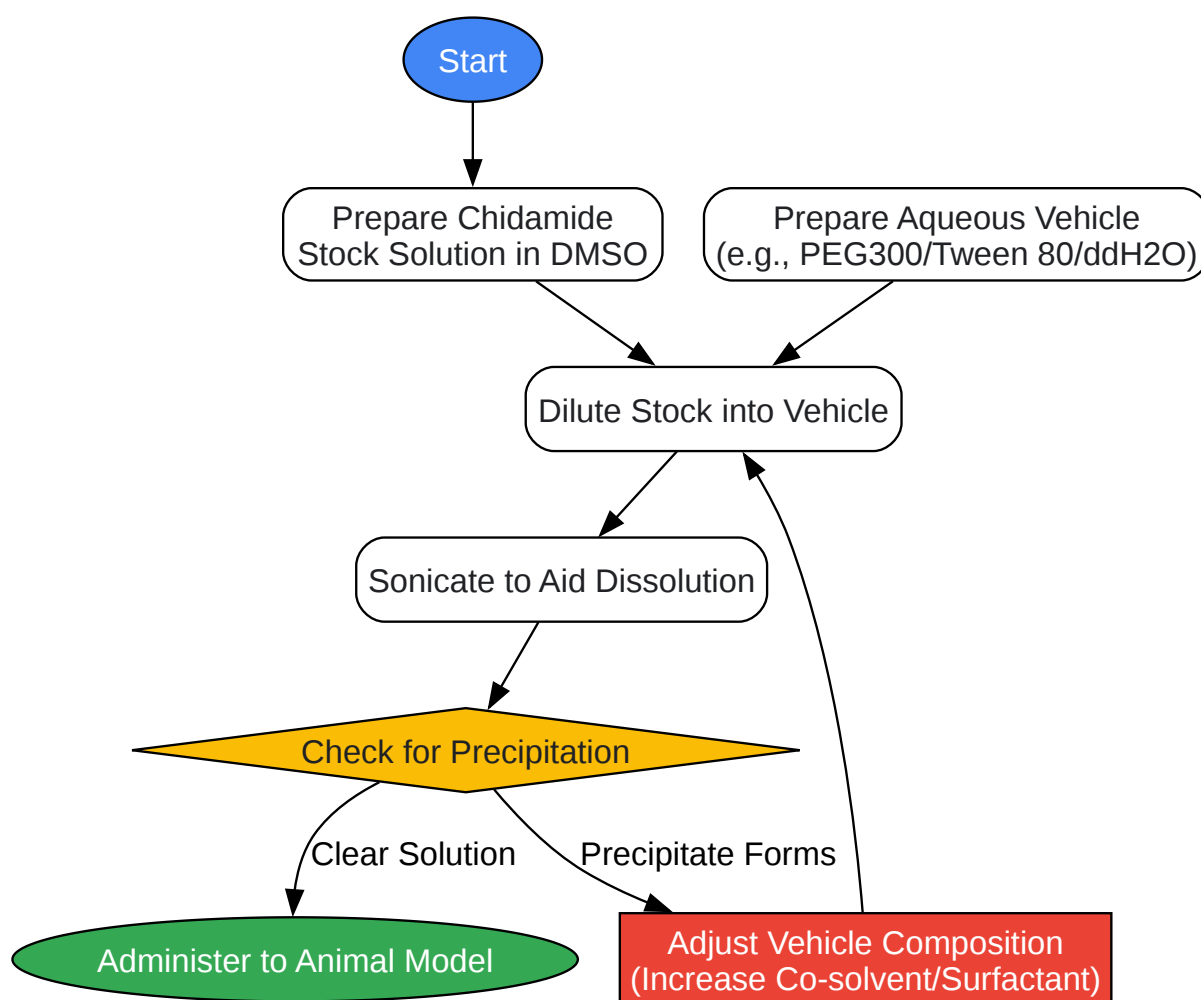 Start
Prepare Chidamide
Stock Solution in DMSO
Prepare Aqueous Vehicle
(e.g., PEG300/Tween 80/ddH2O)
Dilute Stock into Vehicle
Sonicate to Aid Dissolution
Check for Precipitation
Clear Solution
Precipitate Forms
Administer to Animal Model
Adjust Vehicle Composition
(Increase Co-solvent/Surfactant)